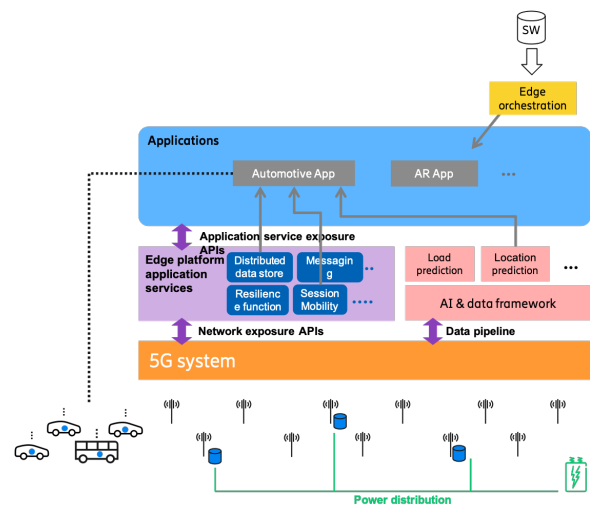 SW
Edge
orchestration
Applications
Automotive App
AR App
...
Application service exposure
APIs
Edge platform
application
services
Distributed
data store
Messagin
g
..
Resilienc
e function
Session
Mobility
....
Load
prediction
Location
prediction
...
AI & data framework
Network exposure APIs
Data pipeline
5G system
...
...
...
...
Power distribution